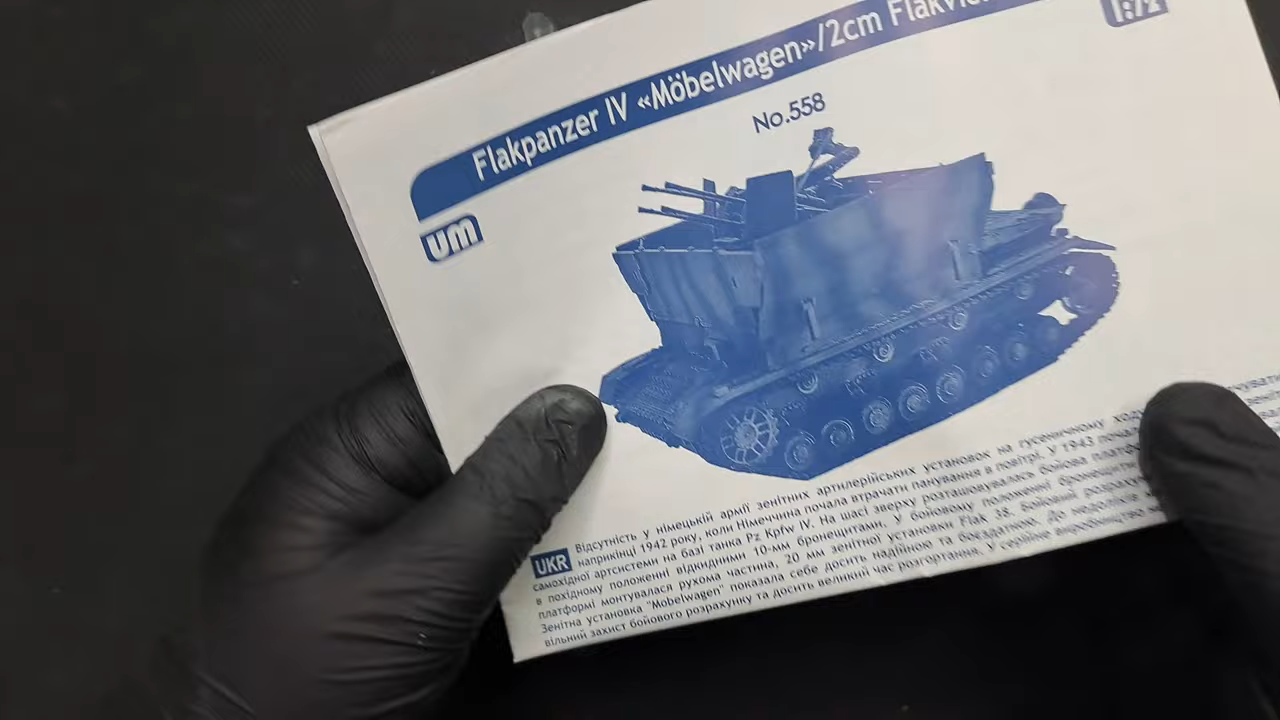 Flakpanzer IV «Möbelwagen»/2cm
1:72
No.558
um
UKR Відсутність у німецькій армії зенітних артилерійських установок на гусеничному
наприкінці 1942 року, коли Німеччина почала втрачати панування в повітрі. У 1943
самохідної артсистеми на базі танка Pz Kpfw IV. На шасі зверху розташовувалась бойова
в похідному положенні відкидними 10-мм бронещитами. У бойовому положенні
платформі монтувалася рухома частина, 20 мм зенітної установки Flak 38. Бойовий
Зенітна установка "Mobelwagen" показала себе досить надійною та боєздатною. До
вільний захист бойового розрахунку та досить великий час розгортання. У серійне